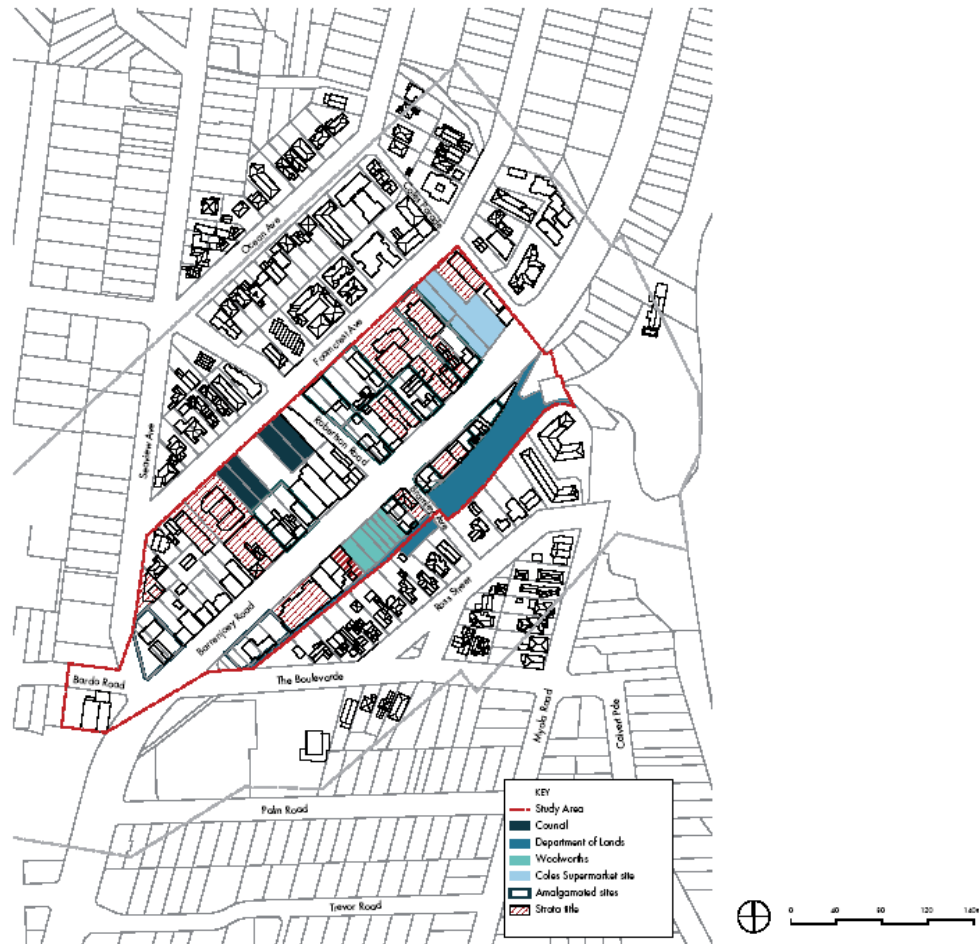 Ocean Ave
Seaview Ave
Robertson Road
Barrenjoey Road
Ross Street
Bardo Road
The Boulevarde
Myola Road
Calvert Pde
Palm Road
Trevor Road
KEY
Study Area
Council
Department of Lands
Woolworths
Coles Supermarket site
Amalgamated sites
Strata title
0 40 80 120